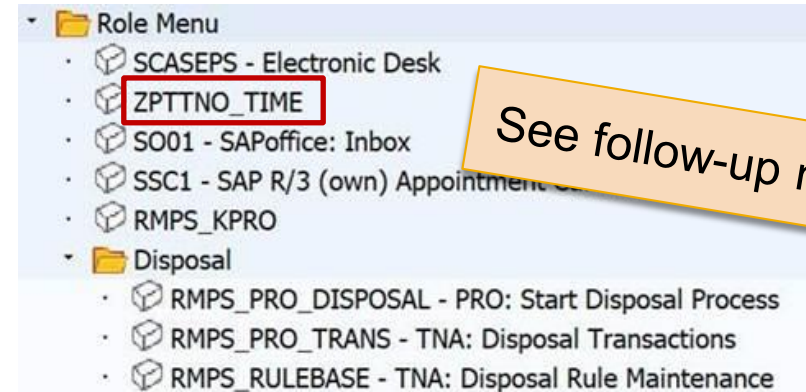 Role Menu
SCASEPS - Electronic Desk
ZPTTNO_TIME
SO01 - SAPoffice: Inbox
SSC1 - SAP R/3 (own) Appointment
RMPS_KPRO
Disposal
RMPS_PRO_DISPOSAL - PRO: Start Disposal Process
RMPS_PRO_TRANS - TNA: Disposal Transactions
RMPS_RULEBASE - TNA: Disposal Rule Maintenance
See follow-up